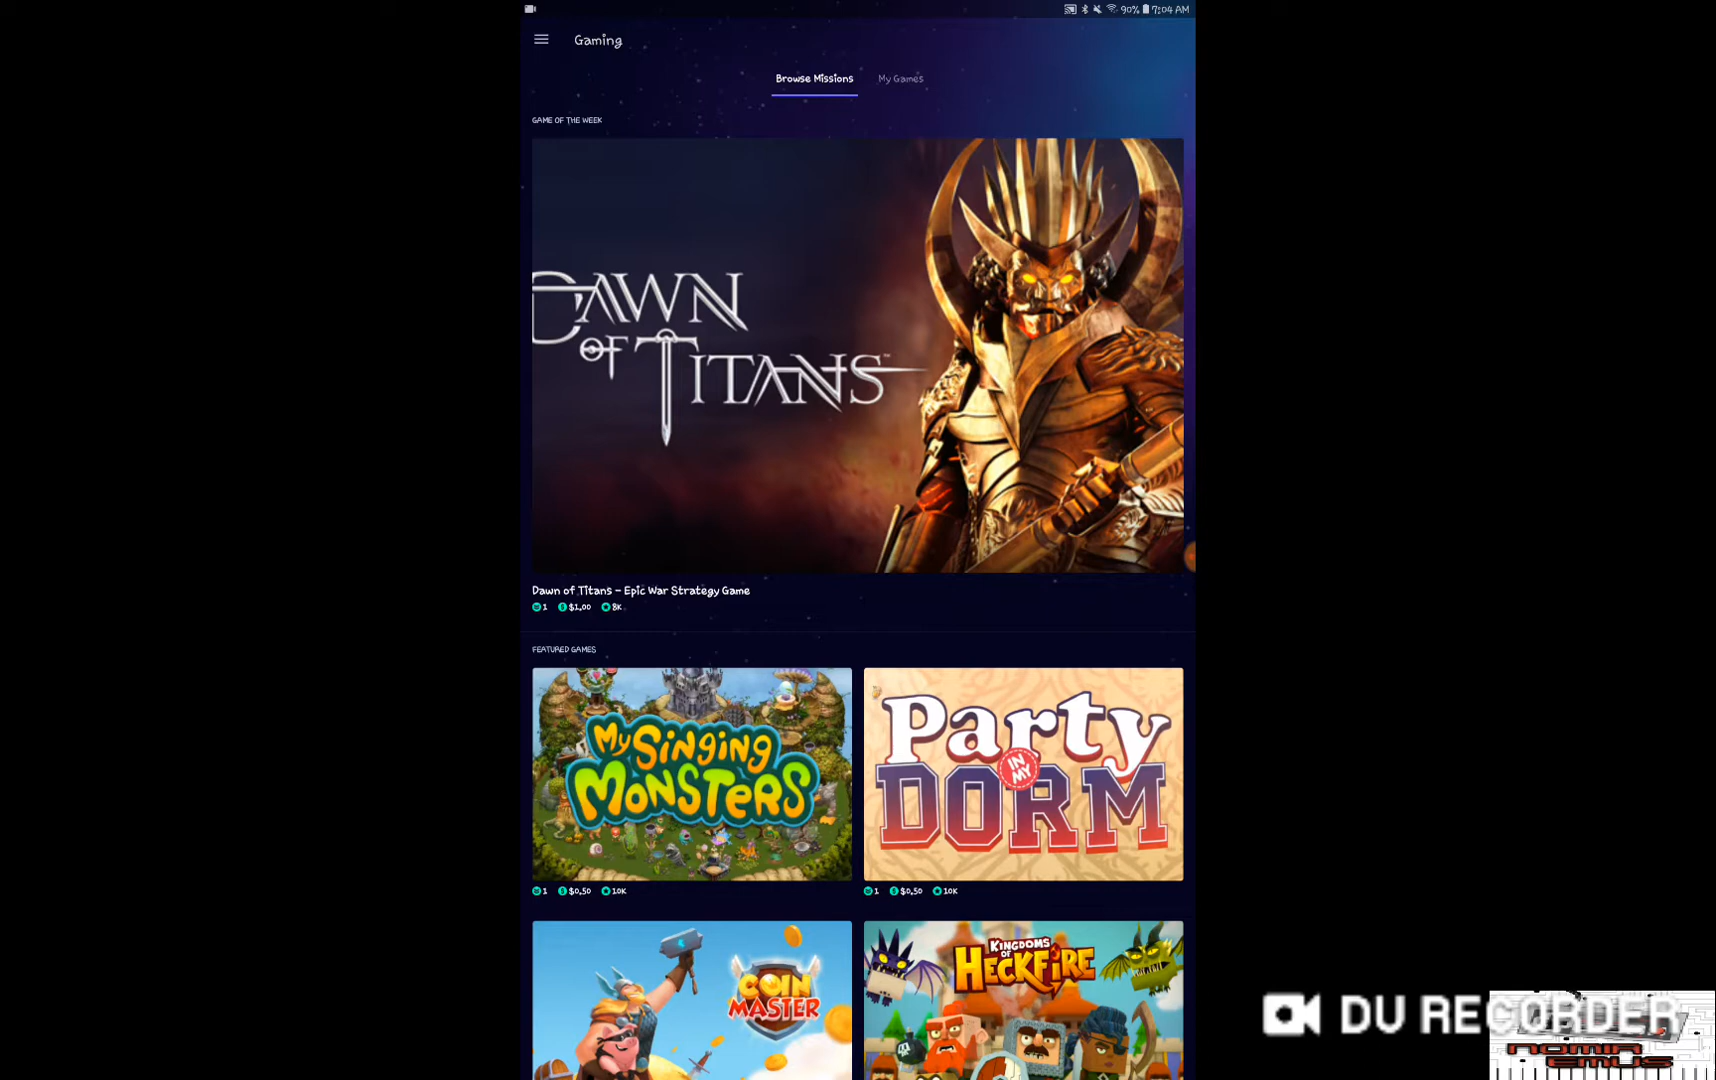 90% 7:04 AM
Gaming
Browse Missions My Games
GAME OF THE WEEK
DAWN
OF TITANS™
Dawn of Titans - Epic War Strategy Game
1 $1.00 8K
FEATURED GAMES
My Singing
Monsters
Party
IN MY
DORM
1 $0.50 10K
1 $0.50 10K
COIN
MASTER
KINGDOMS
OF
HECKFIRE
DU RECORDER